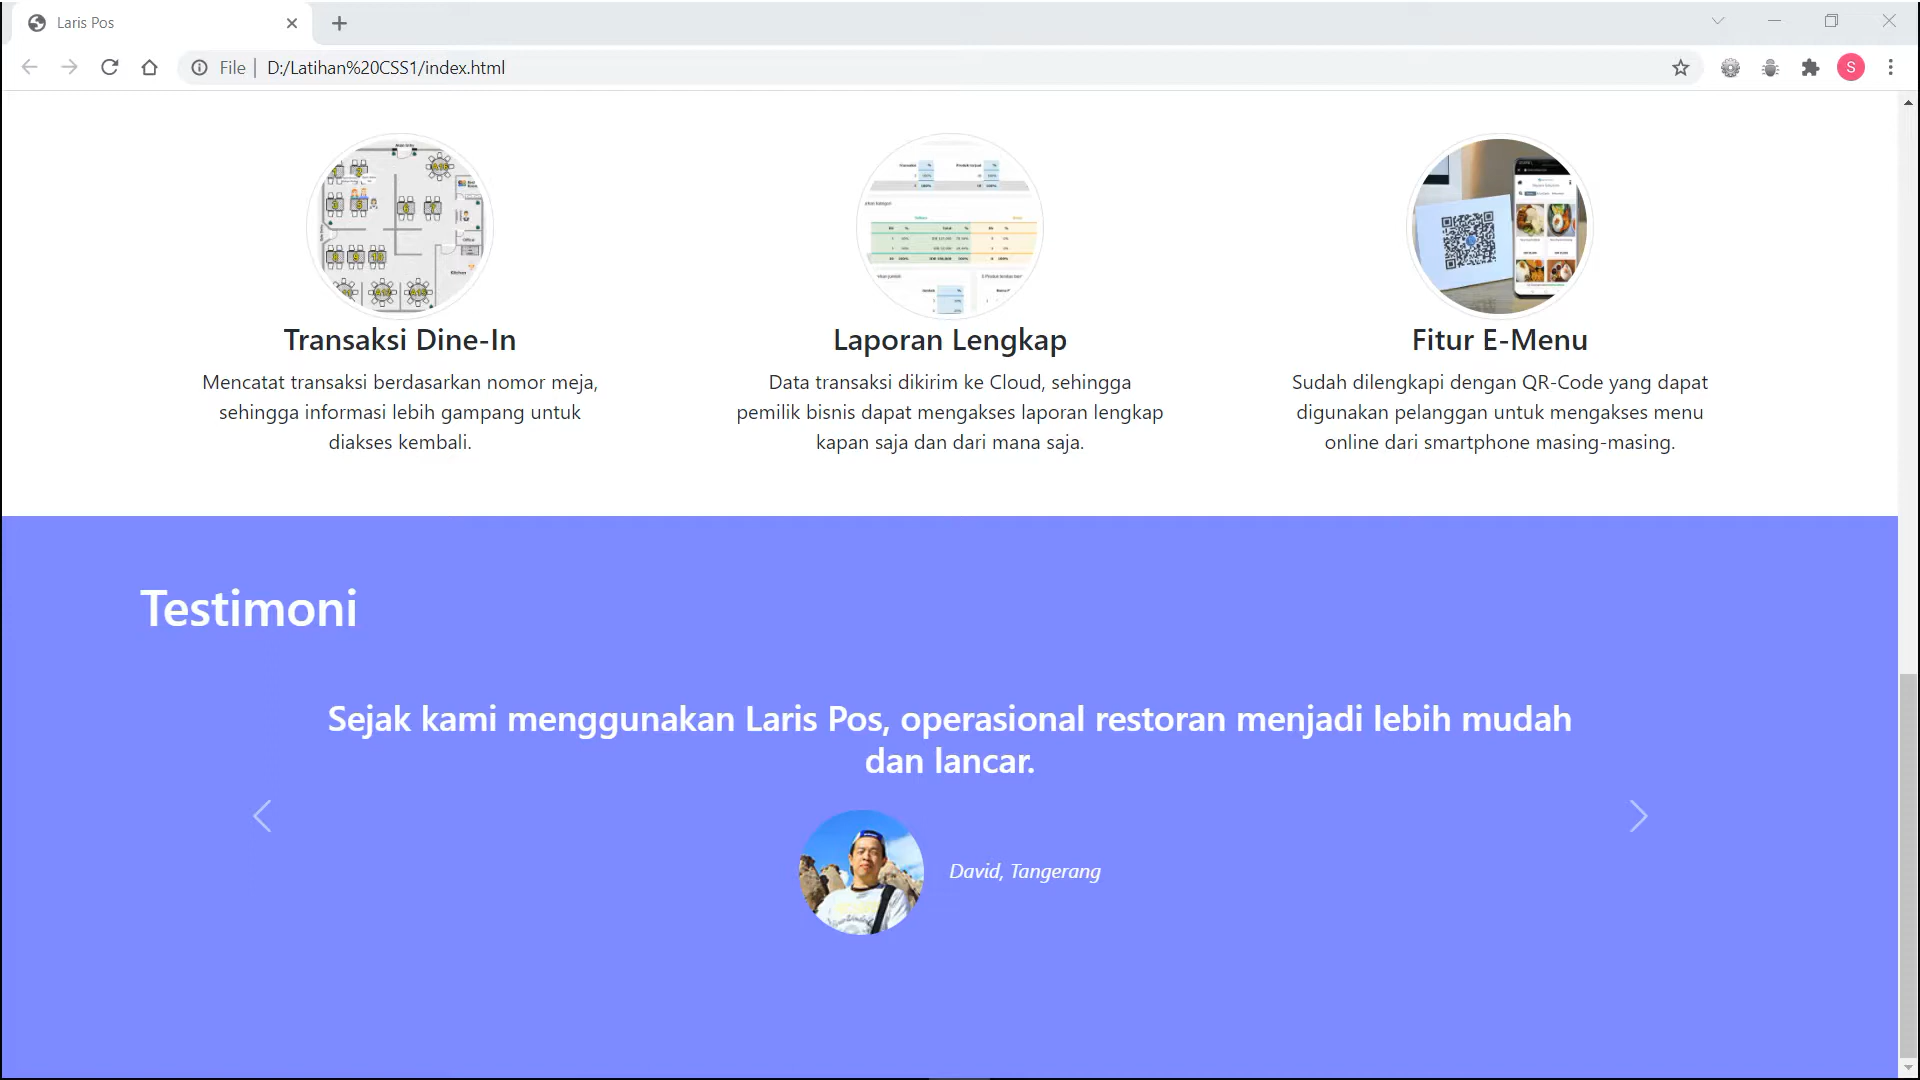 Laris Pos
File
D:/Latihan%20CSS1/index.html
S
Transaksi Dine-In
Mencatat transaksi berdasarkan nomor meja,
sehingga informasi lebih gampang untuk
diakses kembali.
Laporan Lengkap
Data transaksi dikirim ke Cloud, sehingga
pemilik bisnis dapat mengakses laporan lengkap
kapan saja dan dari mana saja.
Fitur E-Menu
Sudah dilengkapi dengan QR-Code yang dapat
digunakan pelanggan untuk mengakses menu
online dari smartphone masing-masing.
Testimoni
Sejak kami menggunakan Laris Pos, operasional restoran menjadi lebih mudah
dan lancar.
David, Tangerang